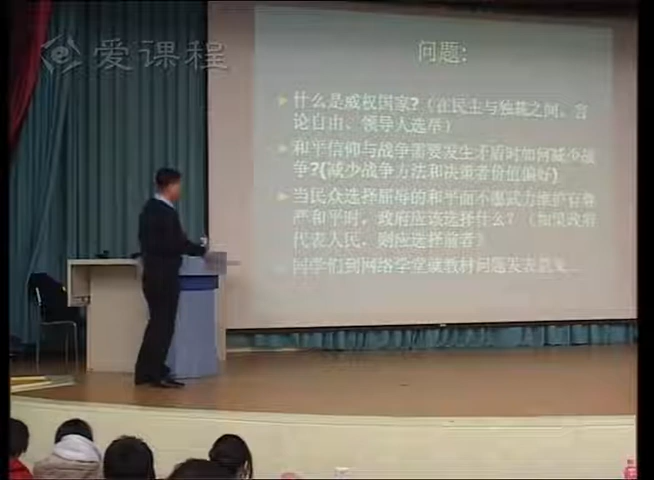 爱课程
问题:
什么是威权国家?（在民主与独裁之间、言
论自由、领导人选举）
和平信仰与战争需要发生矛盾时如何减少战
争?(减少战争方法和决策者价值偏好)
当民众选择屈辱的和平而不愿武力维护有尊
严和平时，政府应该选择什么？（如果政府
代表人民，则应选择前者）
同学们到网络学堂就教材问题发表意见